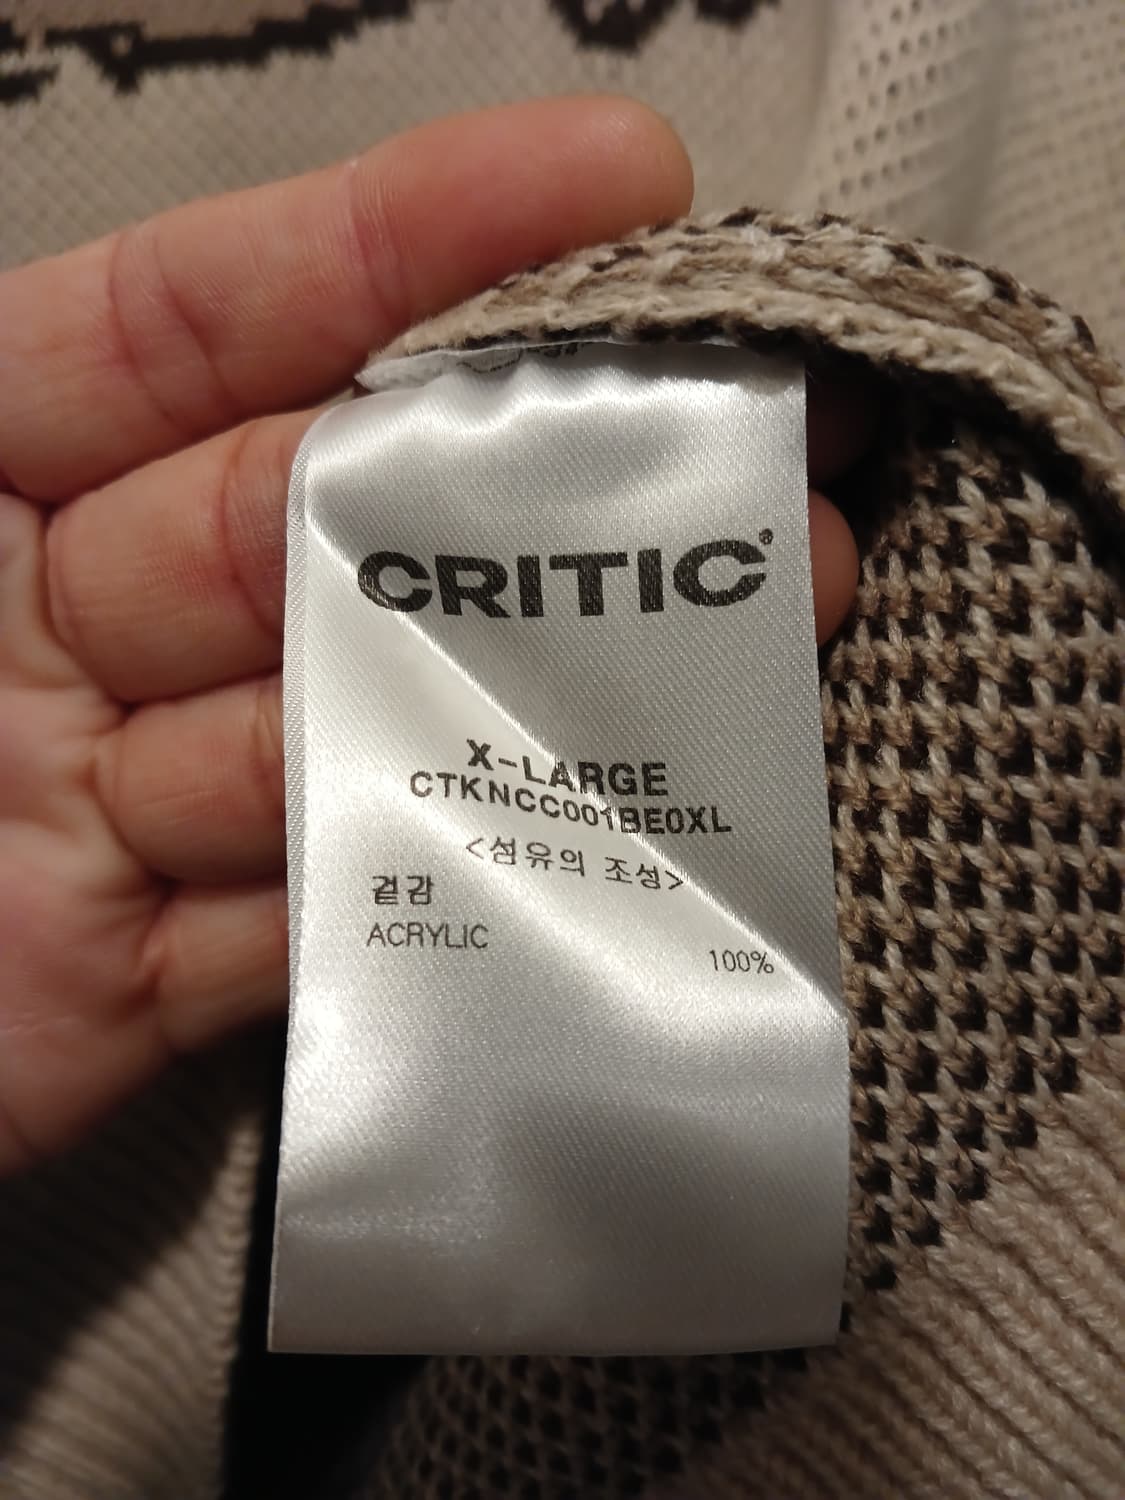 CRITIC®
X-LARGE
CTKNCC001BE0XL
<섬유의 조성>
겉감
ACRYLIC 100%